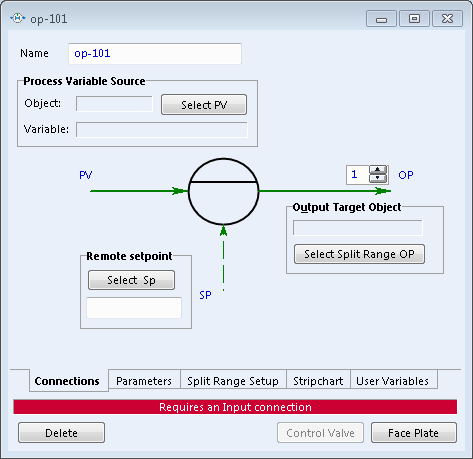 op-101
Name op-101
Process Variable Source
Object: Select PV
Variable:
PV 1 OP
Output Target Object
Select Split Range OP
Remote setpoint
Select Sp
SP
Connections Parameters Split Range Setup Stripchart User Variables
Requires an Input connection
Delete Control Valve Face Plate